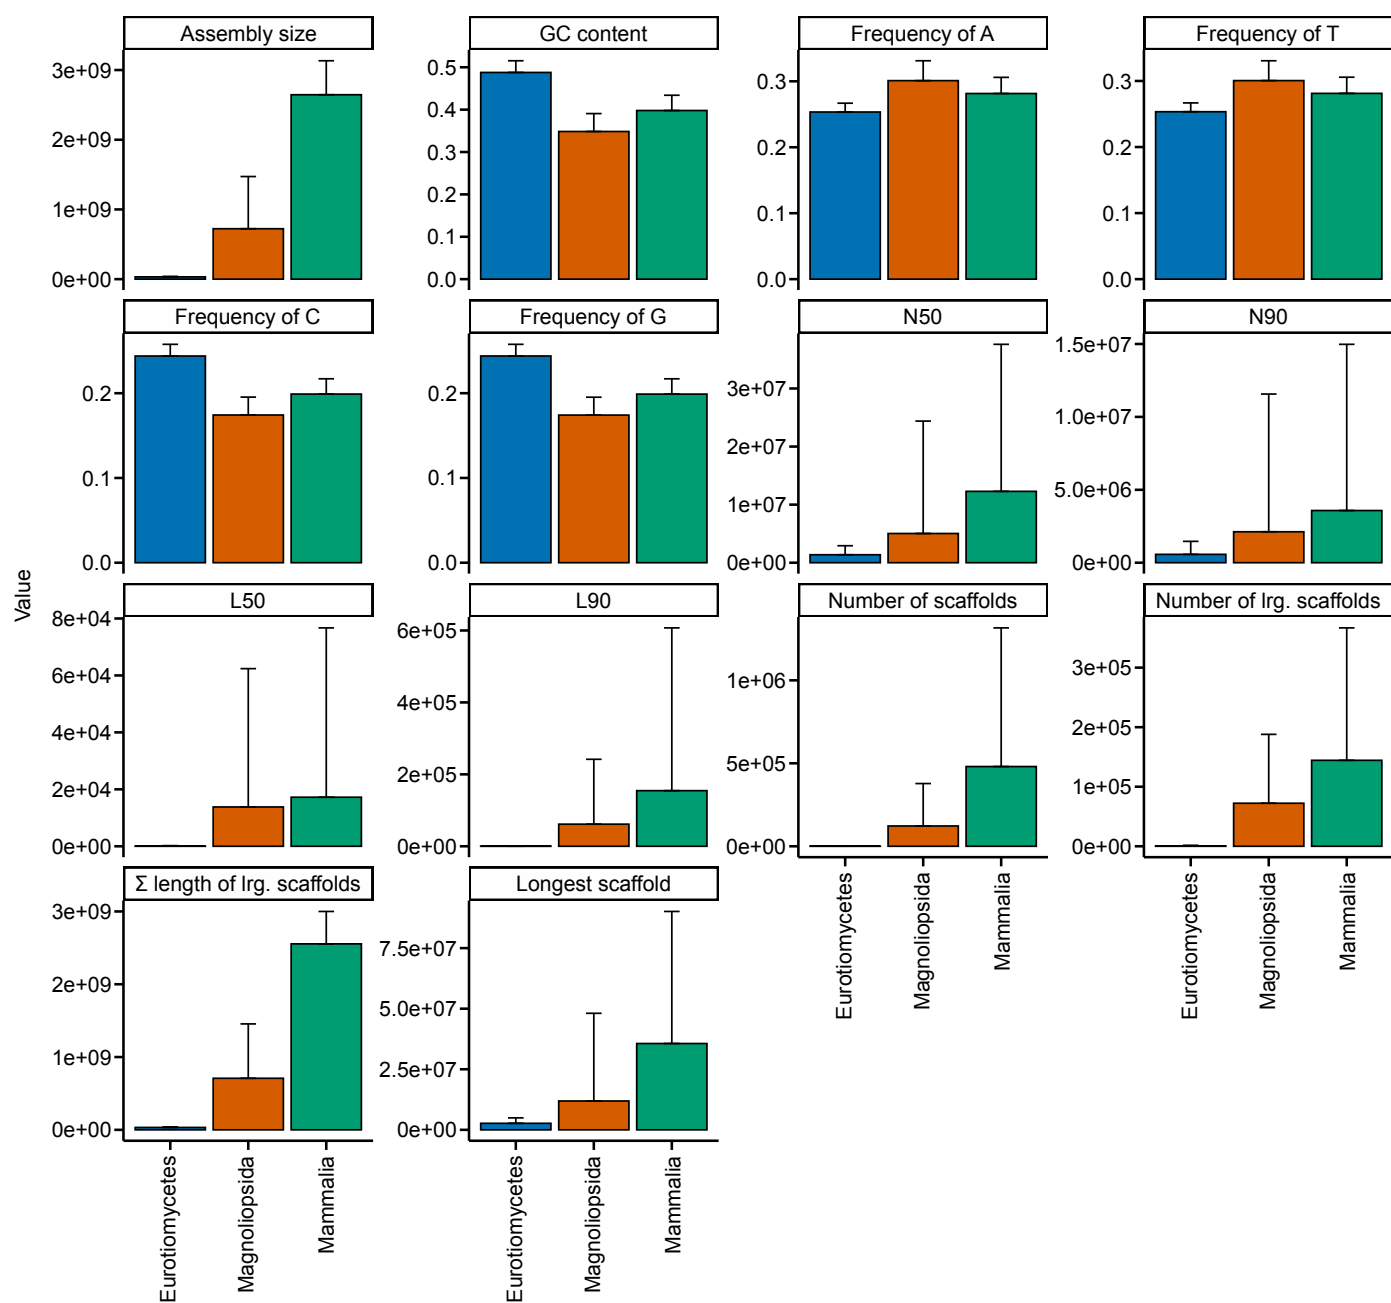 Assembly size
GC content
Frequency of A
Frequency of T
3e+09
2e+09
1e+09
0e+00
0.5
0.4
0.3
0.2
0.1
0.0
0.3
0.2
0.1
0.0
0.3
0.2
0.1
0.0
Frequency of C
Frequency of G
N50
N90
0.2
0.1
0.0
0.2
0.1
0.0
3e+07
2e+07
1e+07
0e+00
1.5e+07
1.0e+07
5.0e+06
0e+00
Value
L50
L90
Number of scaffolds
Number of lrg. scaffolds
8e+04
6e+04
4e+04
2e+04
0e+00
6e+05
4e+05
2e+05
0e+00
1e+06
5e+05
0e+00
3e+05
2e+05
1e+05
0e+00
Σ length of lrg. scaffolds
Longest scaffold
3e+09
2e+09
1e+09
0e+00
7.5e+07
5.0e+07
2.5e+07
0e+00
Eurotiomycetes
Magnoliopsida
Mammalia
Eurotiomycetes
Magnoliopsida
Mammalia
Eurotiomycetes
Magnoliopsida
Mammalia
Eurotiomycetes
Magnoliopsida
Mammalia